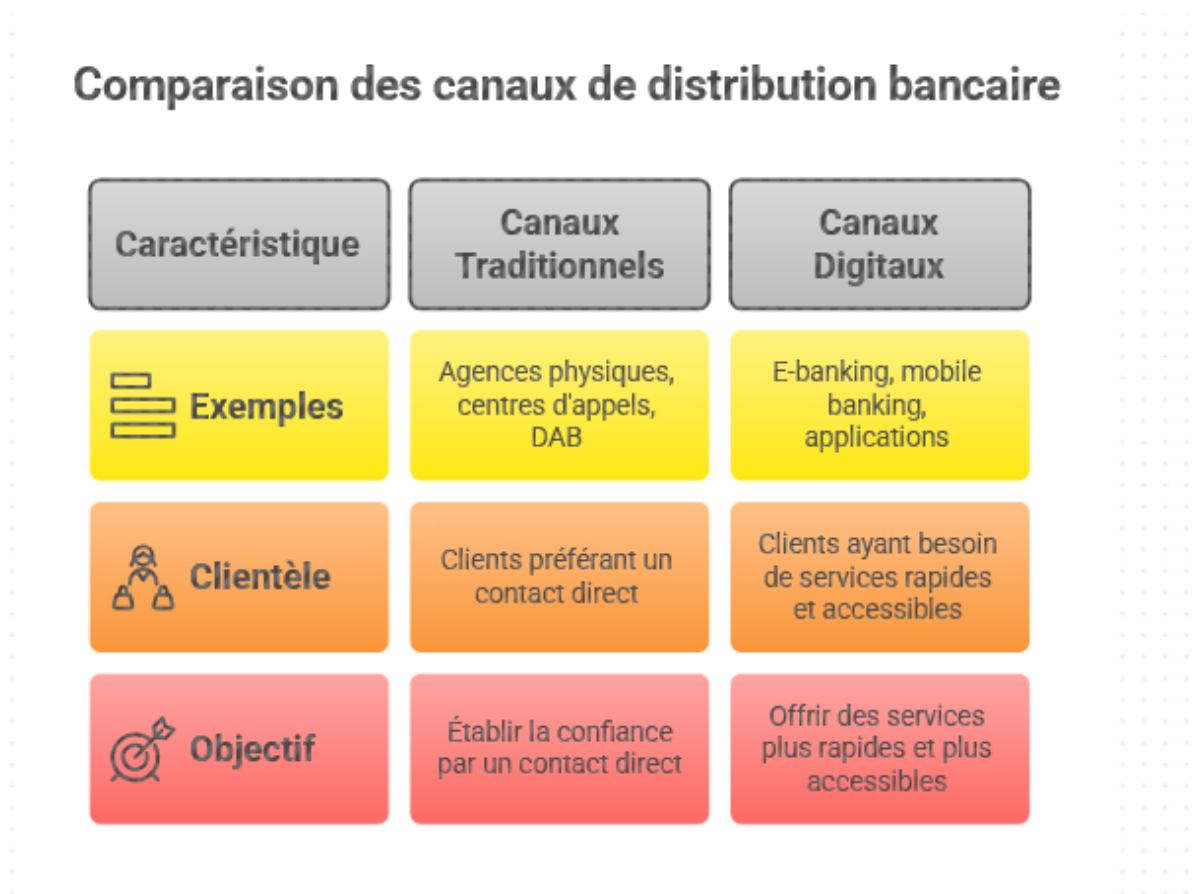 Comparaison des canaux de distribution bancaire
Caractéristique
Canaux
Traditionnels
Canaux
Digitaux
Exemples
Agences physiques,
centres d'appels,
DAB
E-banking, mobile
banking,
applications
Clientèle
Clients préférant un
contact direct
Clients ayant besoin
de services rapides
et accessibles
Objectif
Établir la confiance
par un contact direct
Offrir des services
plus rapides et plus
accessibles